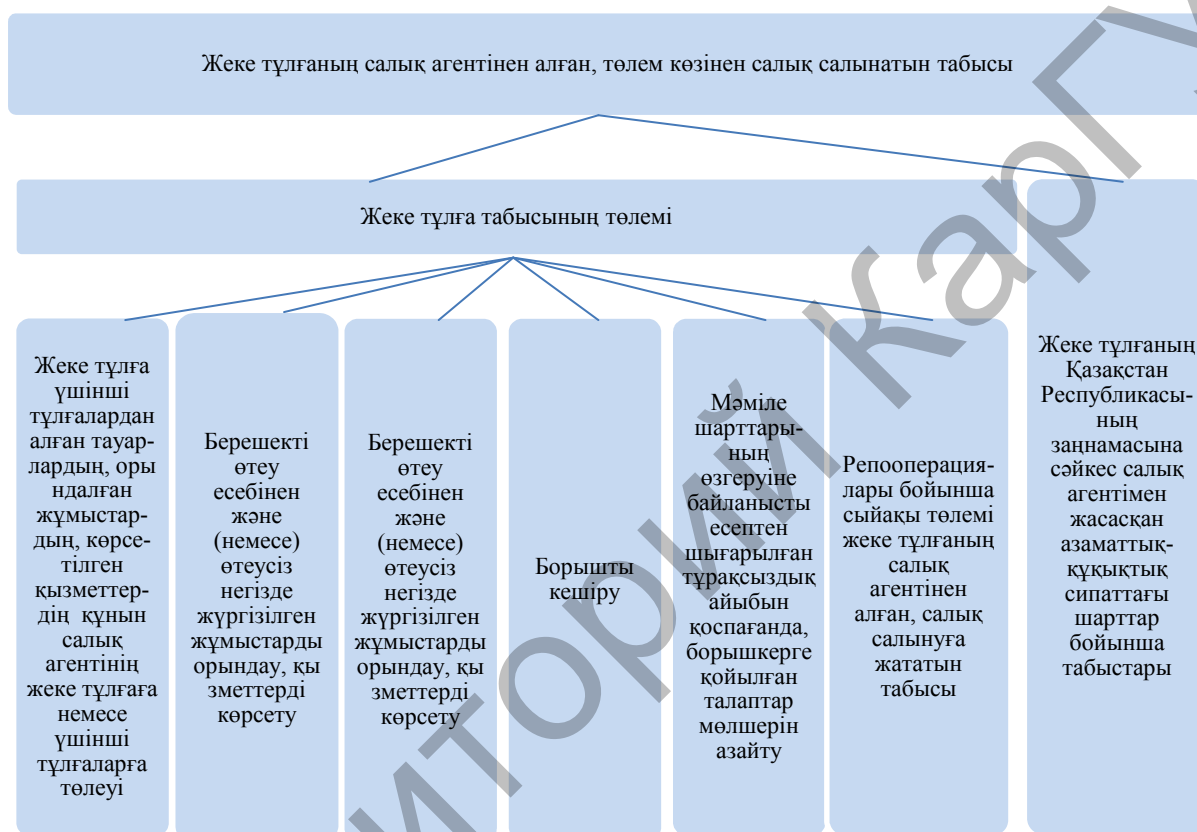 Жеке тұлғаның салық агентінен алған, төлем көзінен салық салынатын табысы
Жеке тұлға табысының төлемі
Жеке тұлға
үшінші
тұлғалардан
алған тауар-
лардың, оры
ндалған
жұмыстар-
дың, көрсе-
тілген
қызметтер-
дің құнын
салық
агентінің
жеке тұлғаға
немесе
үшінші
тұлғаларға
төлеуі
Берешекті
өтеу
есебінен
және
(немесе)
өтеусіз
негізде
жүргізілген
жұмыстарды
орындау, қы
зметтерді
көрсету
Берешекті
өтеу
есебінен
және
(немесе)
өтеусіз
негізде
жүргізілген
жұмыстарды
орындау, қы
зметтерді
көрсету
Борышты
кешіру
Мәміле
шарттары-
ның
өзгеруіне
байланысты
есептен
шығарылған
тұрақсыздық
айыбын
қоспағанда,
борышкерге
қойылған
талаптар
мөлшерін
азайту
Репооперация-
лары бойынша
сыйақы төлемі
жеке тұлғаның
салық
агентінен
алған, салық
салынуға
жататын
табысы
Жеке тұлғаның
Қазақстан
Республикасы-
ның
заңнамасына
сәйкес салық
агентімен
жасасқан
азаматтық-
құқықтық
сипаттағы
шарттар
бойынша
табыстары
иторий КарГУ